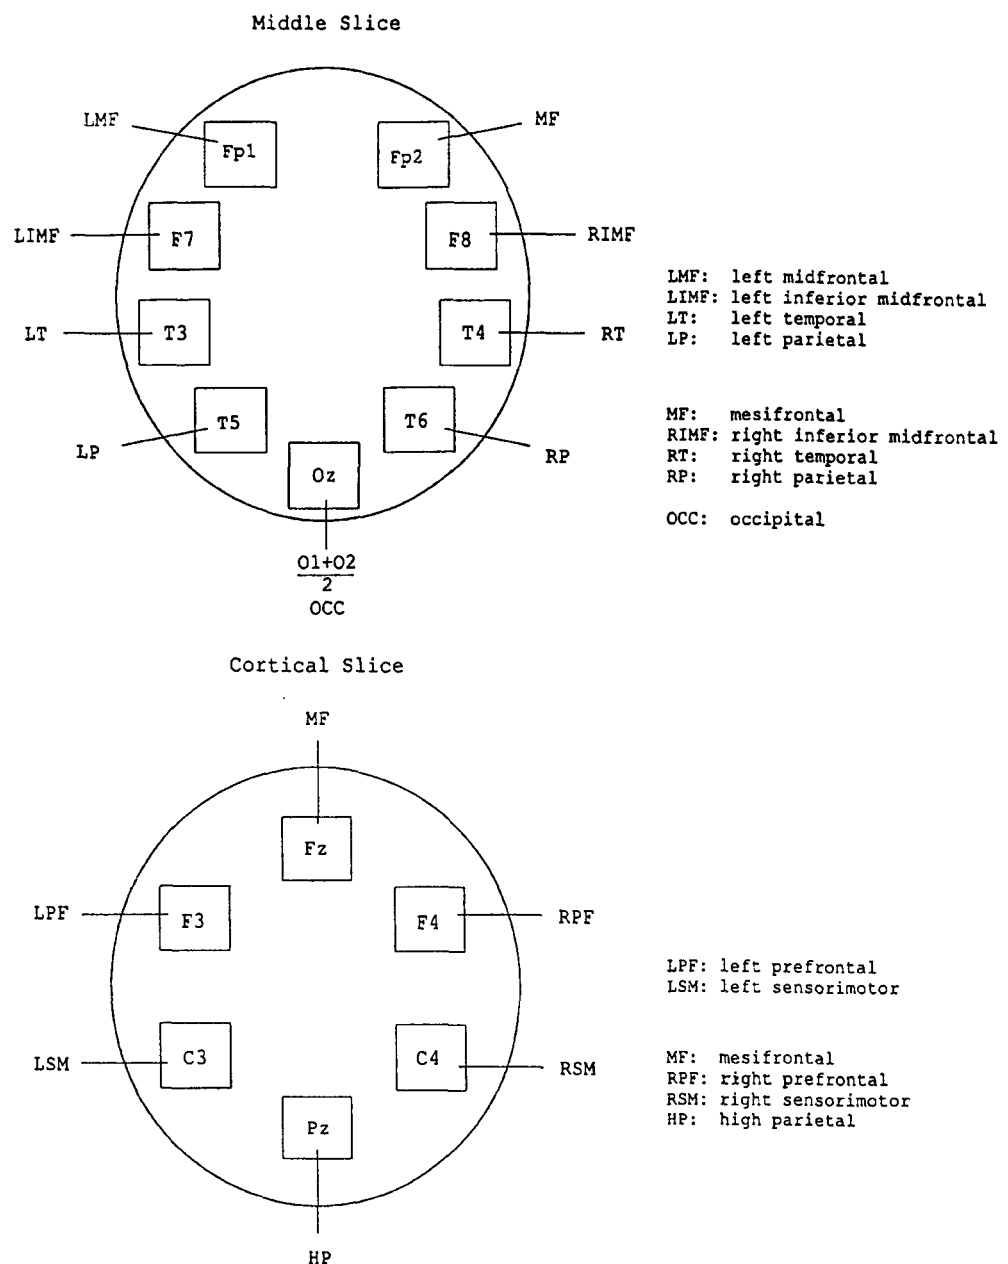 Middle Slice
LMF
MF
Fp1
Fp2
LIMF
F7
F8
RIMF
LT
T3
T4
RT
LP
T5
T6
RP
Oz
O1+O2
2
OCC
LMF: left midfrontal
LIMF: left inferior midfrontal
LT: left temporal
LP: left parietal
MF: mesifrontal
RIMF: right inferior midfrontal
RT: right temporal
RP: right parietal
OCC: occipital
Cortical Slice
MF
Fz
LPF
F3
F4
RPF
LSM
C3
C4
RSM
Pz
HP
LPF: left prefrontal
LSM: left sensorimotor
MF: mesifrontal
RPF: right prefrontal
RSM: right sensorimotor
HP: high parietal